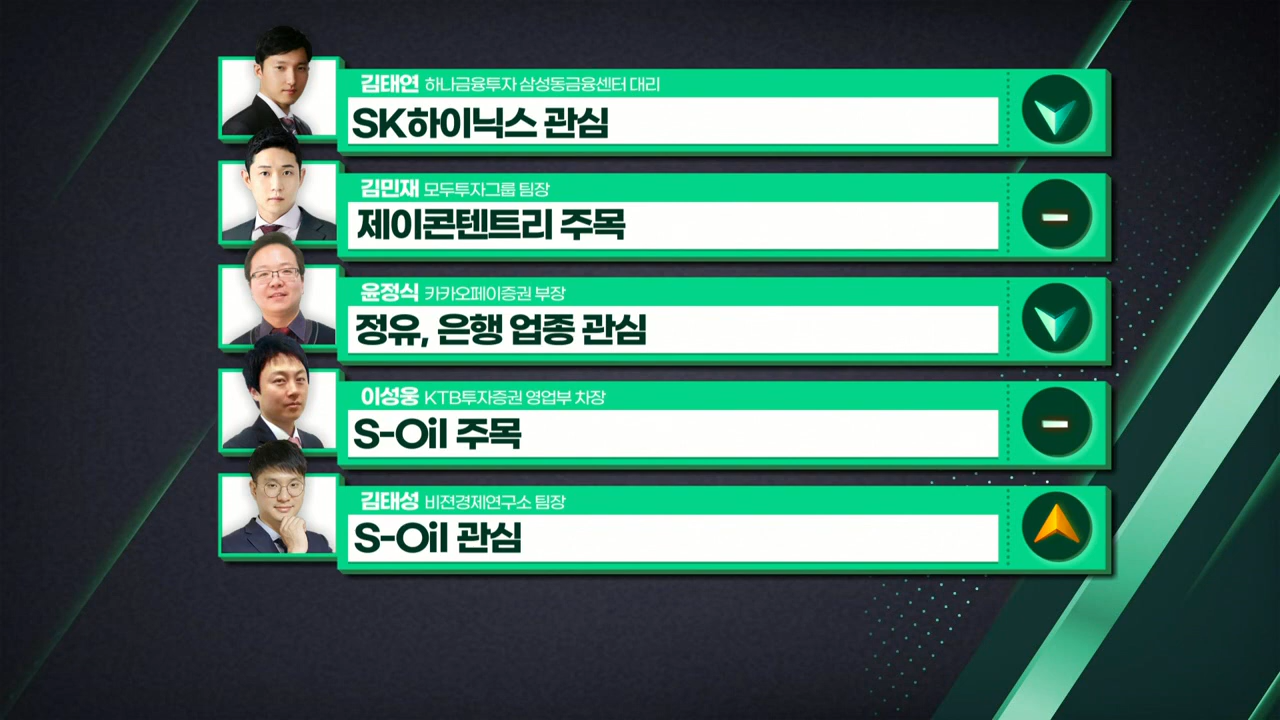 김태연 하나금융투자 삼성동금융센터 대리
SK하이닉스 관심
김민재 모두투자그룹 팀장
제이콘텐트리 주목
윤정식 카카오페이증권 부장
정유, 은행 업종 관심
이성웅 KTB투자증권 영업부 차장
S-Oil 주목
김태성 비젼경제연구소 팀장
S-Oil 관심